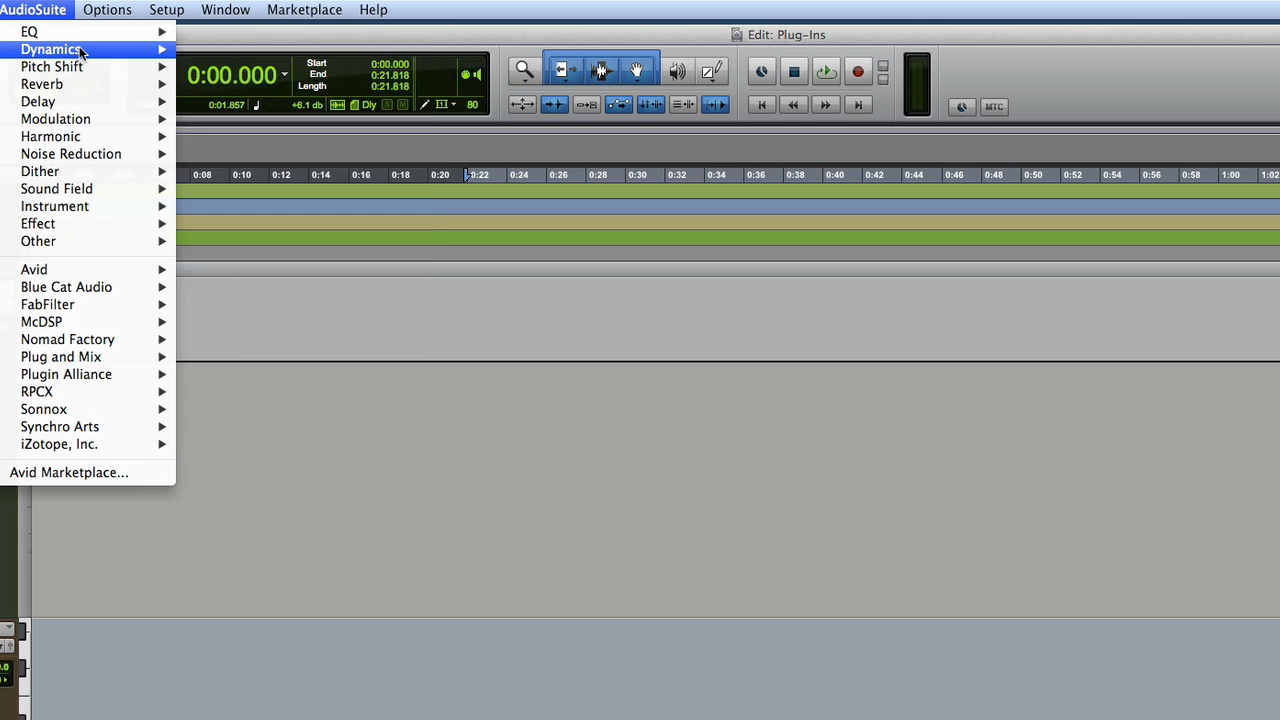 AudioSuite Options Setup Window Marketplace Help
Edit: Plug-Ins
EQ
Dynamics
Pitch Shift
Reverb
Delay
Modulation
Harmonic
Noise Reduction
Dither
Sound Field
Instrument
Effect
Other
Avid
Blue Cat Audio
FabFilter
McDSP
Nomad Factory
Plug and Mix
Plugin Alliance
RPCX
Sonnox
Synchro Arts
iZotope, Inc.
Avid Marketplace...
0:00.000
Start 0:00.000
End 0:21.818
Length 0:21.818
0:01.857 +6.1 db Dly S M 80
MTC
0:08 0:10 0:12 0:14 0:16 0:18 0:20 0:22 0:24 0:26 0:28 0:30 0:32 0:34 0:36 0:38 0:40 0:42 0:44 0:46 0:48 0:50 0:52 0:54 0:56 0:58 1:00 1:02